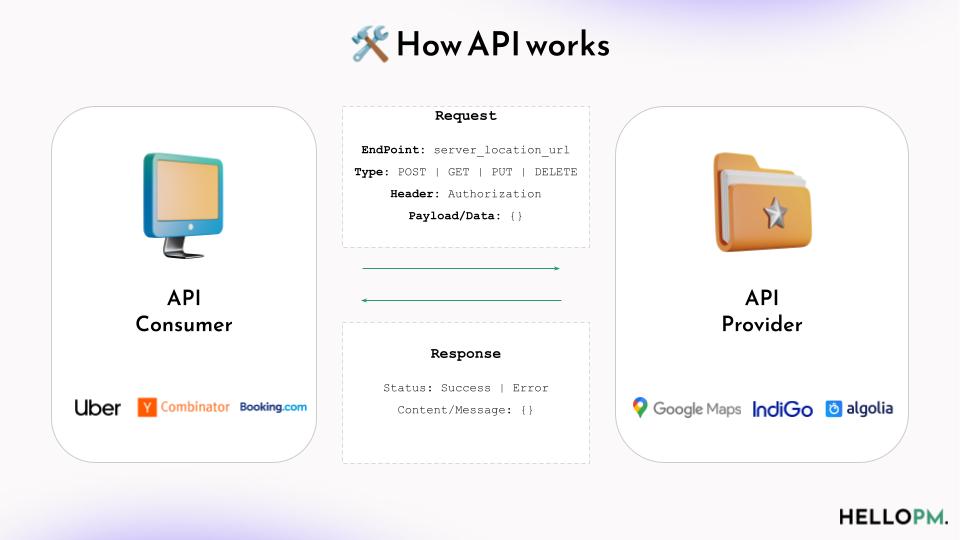 How API works
Request
EndPoint: server_location_url
Type: POST | GET | PUT | DELETE
Header: Authorization
Payload/Data: {}
API
Consumer
Uber
Y Combinator
Booking.com
Response
Status: Success | Error
Content/Message: {}
API
Provider
Google Maps
IndiGo
algolia
HELLOPM.